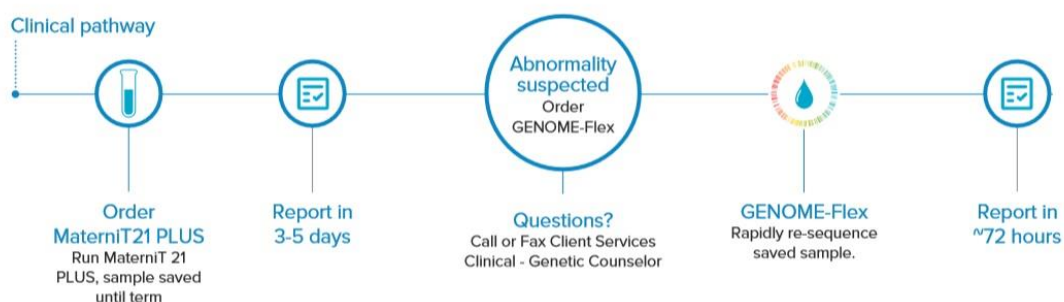 Clinical pathway
Abnormality
suspected
Order
GENOME-Flex
Order
MaterniT21 PLUS
Run MaterniT 21
PLUS, sample saved
until term
Report in
3-5 days
Questions?
Call or Fax Client Services
Clinical - Genetic Counselor
GENOME-Flex
Rapidly re-sequence
saved sample.
Report in
~72 hours